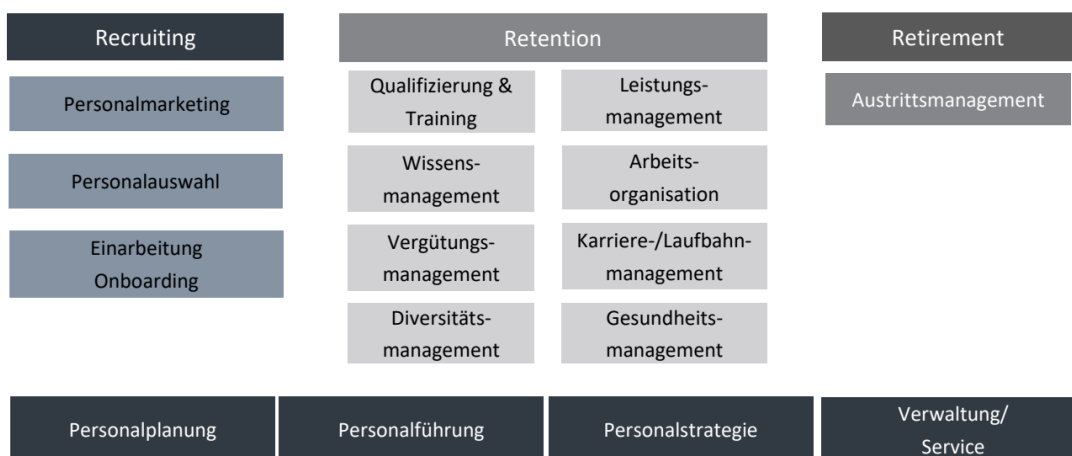 Recruiting
Personalmarketing
Personalauswahl
Einarbeitung
Onboarding
Retention
Qualifizierung &
Training
Leistungs-
management
Wissens-
management
Arbeits-
organisation
Vergütungs-
management
Karriere-/Laufbahn-
management
Diversitäts-
management
Gesundheits-
management
Retirement
Austrittsmanagement
Personalplanung
Personalführung
Personalstrategie
Verwaltung/
Service